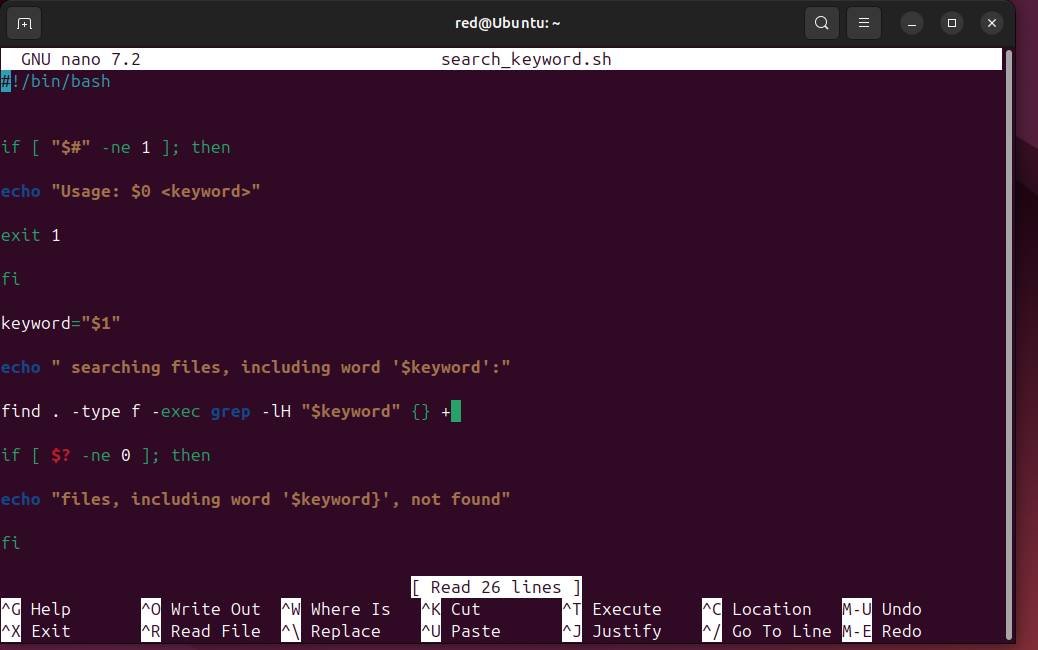 red@Ubuntu: ~
GNU nano 7.2 search_keyword.sh
#!/bin/bash
if [ "$#" -ne 1 ]; then
echo "Usage: $0 <keyword>"
exit 1
fi
keyword="$1"
echo " searching files, including word '$keyword':"
find . -type f -exec grep -lH "$keyword" {} +
if [ $? -ne 0 ]; then
echo "files, including word '$keyword}', not found"
fi
[ Read 26 lines ]
^G Help ^O Write Out ^W Where Is ^K Cut ^T Execute ^C Location M-U Undo
^X Exit ^R Read File ^\ Replace ^U Paste ^J Justify ^/ Go To Line M-E Redo